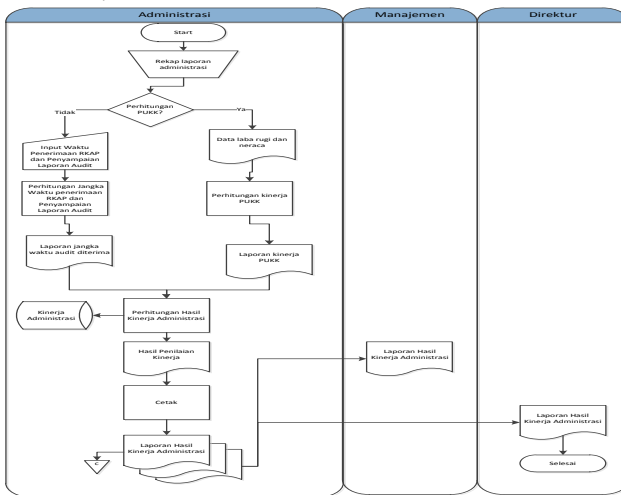 Administrasi
Manajemen
Direktur
Start
Rekap laporan
administrasi
Perhitungan
PUKK?
Tidak
Ya
Input Waktu
Penerimaan RKAP
dan Penyampaian
Laporan Audit
Data laba rugi dan
neraca
Perhitungan Jangka
Waktu penerimaan
RKAP dan
Penyampaian
Laporan Audit
Perhitungan kinerja
PUKK
Laporan jangka
waktu audit diterima
Laporan kinerja
PUKK
Kinerja
Administrasi
Perhitungan Hasil
Kinerja Administrasi
Hasil Penilaian
Kinerja
Laporan Hasil
Kinerja Administrasi
Cetak
Laporan Hasil
Kinerja Administrasi
C
Laporan Hasil
Kinerja Administrasi
Selesai